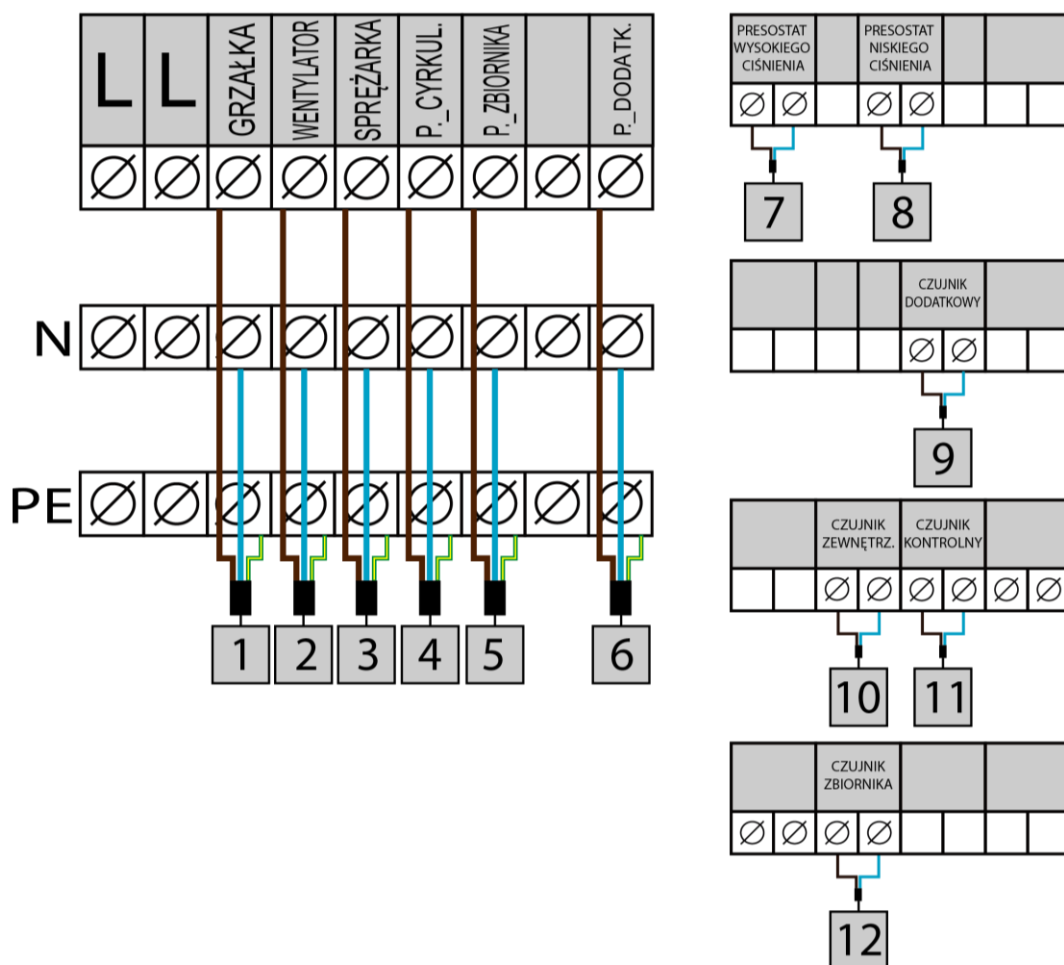 L
L
GRZAŁKA
WENTYLATOR
SPRĘŻARKA
P._CYRKUL.
P._ZBIORNIKA
P._DODATK.
N
PE
1
2
3
4
5
6
PRESOSTAT
WYSOKIEGO
CIŚNIENIA
PRESOSTAT
NISKIEGO
CIŚNIENIA
7
8
CZUJNIK
DODATKOWY
9
CZUJNIK
ZEWNĘTRZ.
CZUJNIK
KONTROLNY
10
11
CZUJNIK
ZBIORNIKA
12